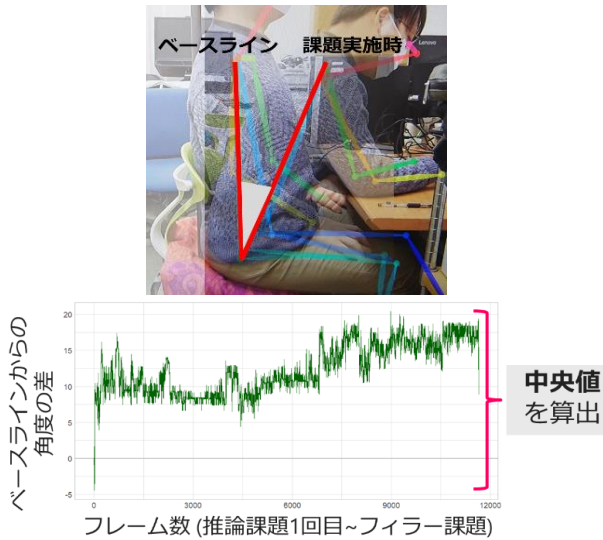 ベースライン 課題実施時
Lenovo
ベースラインからの
角度の差
20
15
10
5
0
-5
0 3000 6000 9000 12000
フレーム数 (推論課題1回目~フィラー課題)
中央値
を算出